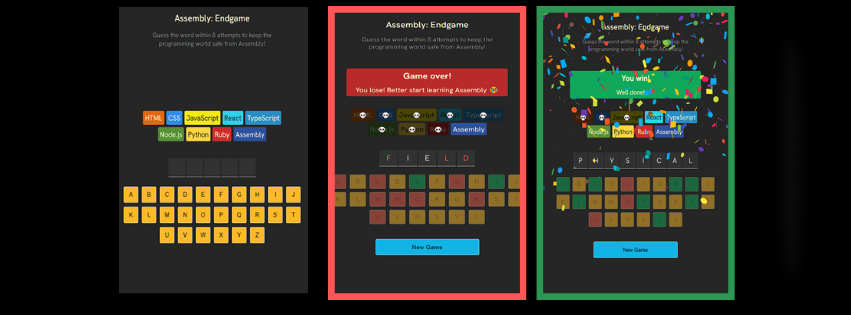 Assembly: Endgame
Guess the word within 8 attempts to keep the
programming world safe from Assembly!
HTML CSS JavaScript React TypeScript
Node.js Python Ruby Assembly
A B C D E F G H I J
K L M N O P Q R S T
U V W X Y Z
Assembly: Endgame
Guess the word within 8 attempts to keep the
programming world safe from Assembly!
Game over!
You lose! Better start learning Assembly
Assembly
F I E L D
New Game
Assembly: Endgame
Guess the word within 8 attempts to keep the
programming world safe from Assembly!
You win!
Well done!
React TypeScript
Node.js Python Ruby Assembly
P H Y S I C A L
New Game